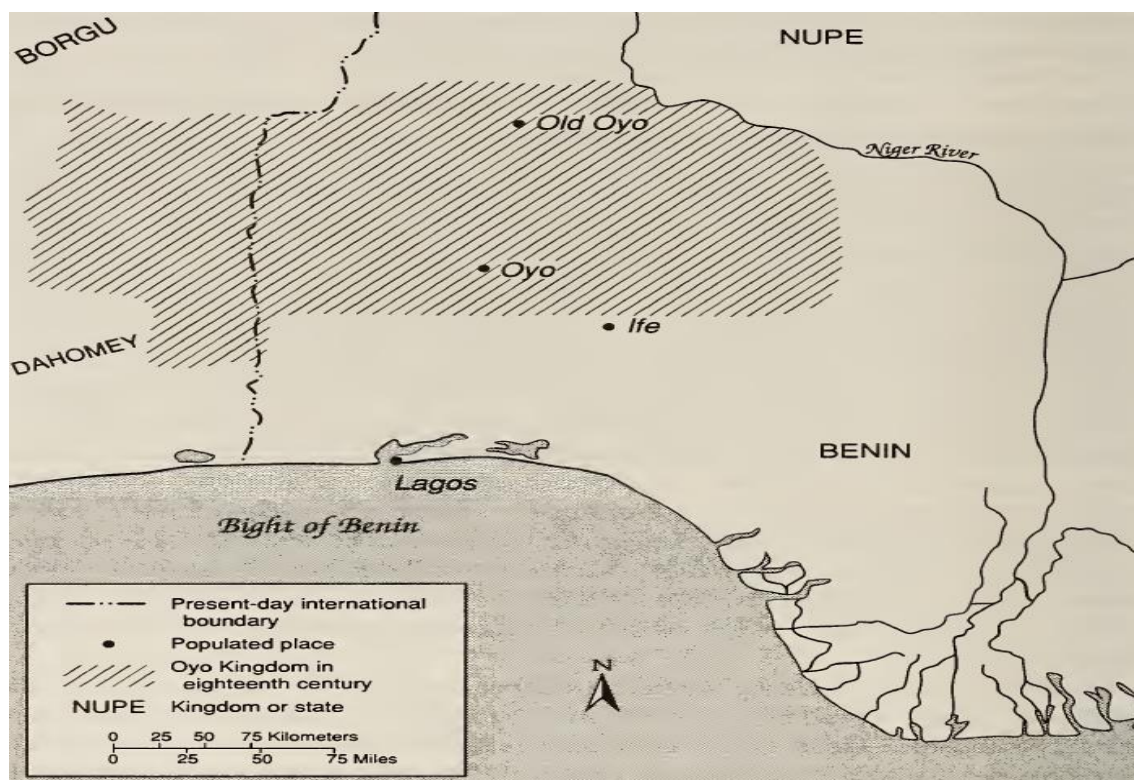 BORGU
NUPE
Old Oyo
Niger River
Oyo
Ife
DAHOMEY
BENIN
Lagos
Bight of Benin
Present-day international
boundary
Populated place
Oyo Kingdom in
eighteenth century
NUPE Kingdom or state
0 25 50 75 Kilometers
0 25 50 75 Miles
N